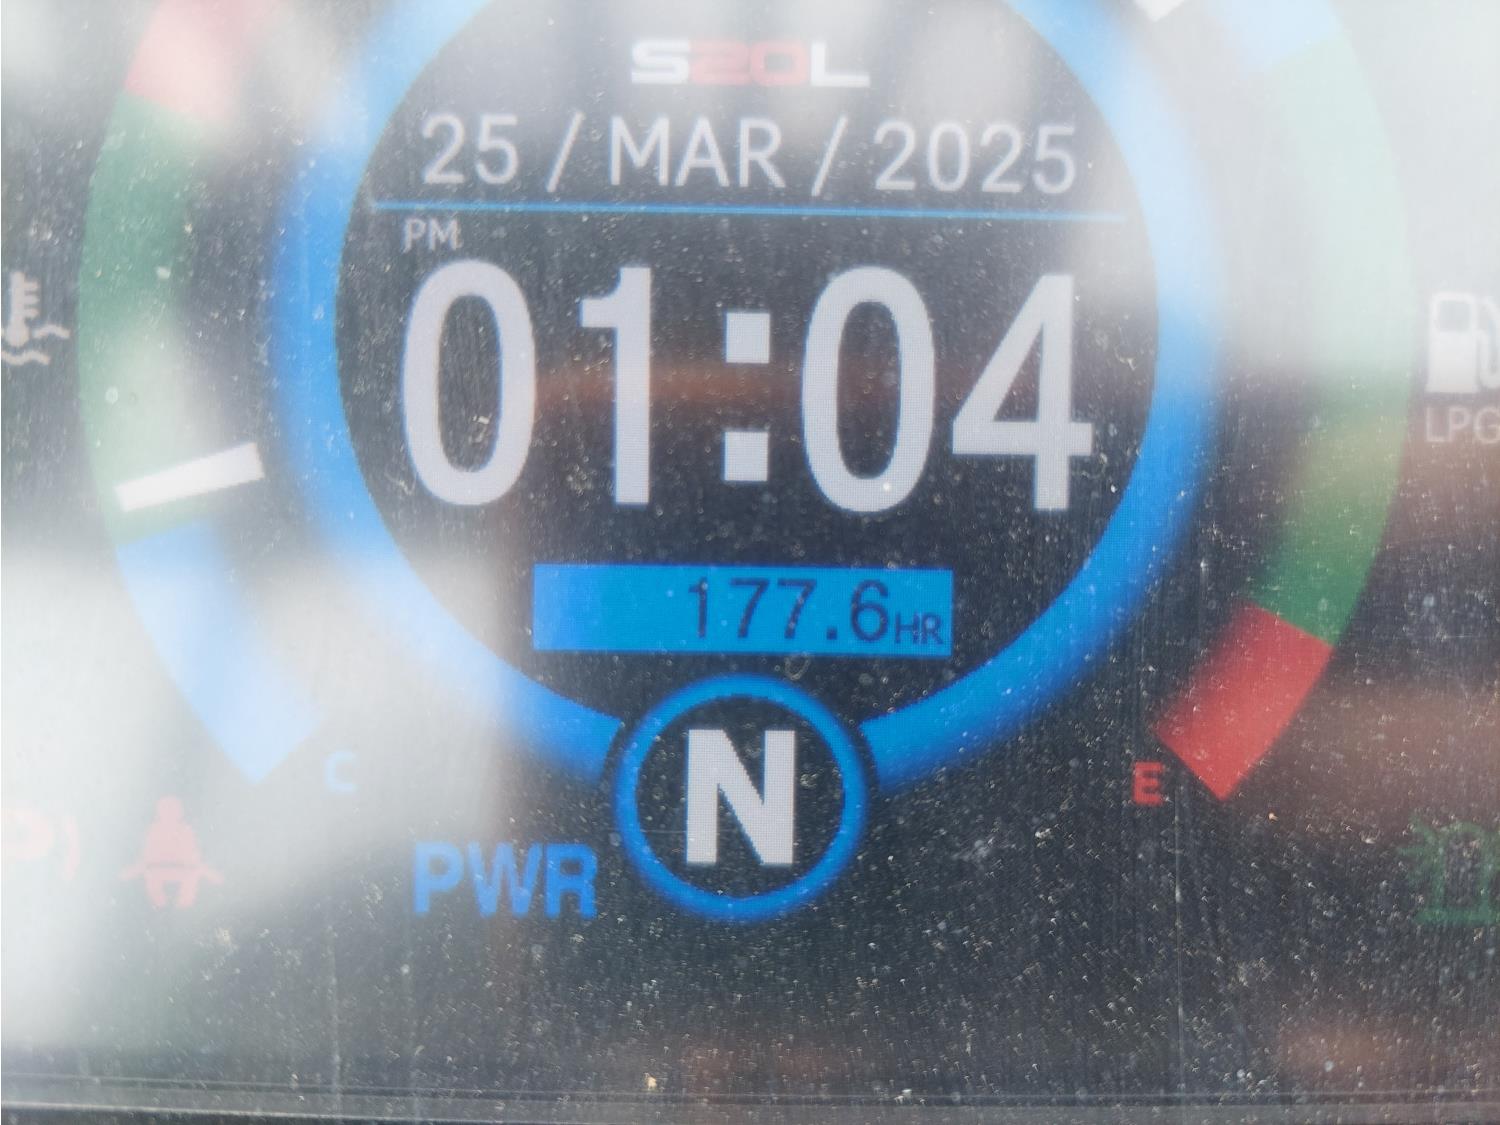 S20L
25 / MAR / 2025
PM
01:04
LPG
177.6HR
C
N
E
PWR